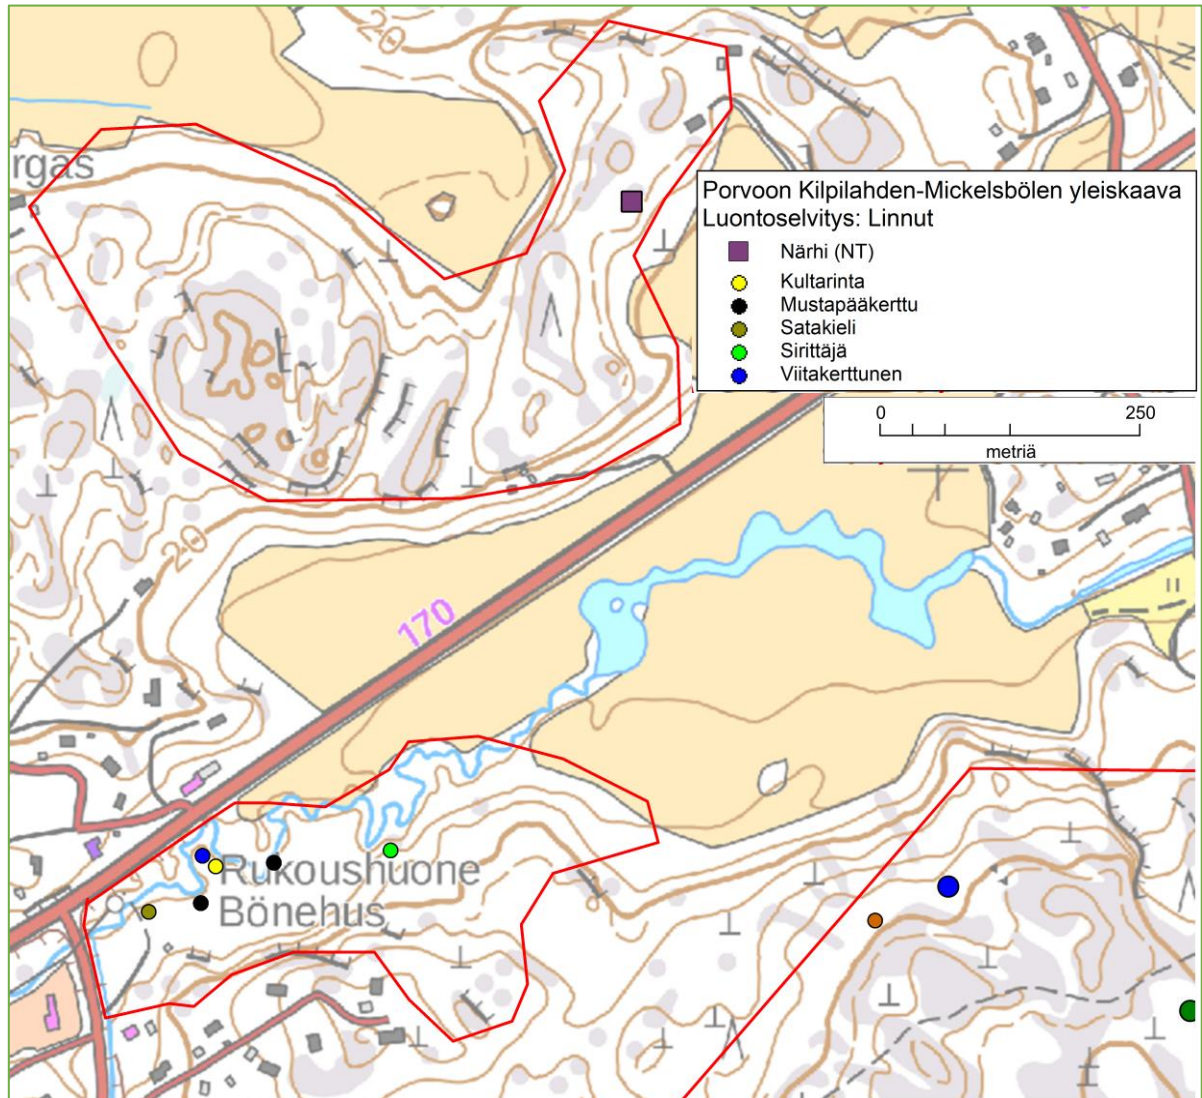 20
rgas
Porvoon Kilpilahden-Mickelsbölen yleiskaava
Luontoselvitys: Linnut
Närhi (NT)
Kultarinta
Mustapääkerttu
Satakieli
Sirittäjä
Viitakerttunen
0 250
metriä
20
170
Rukoushuone
Bönehus